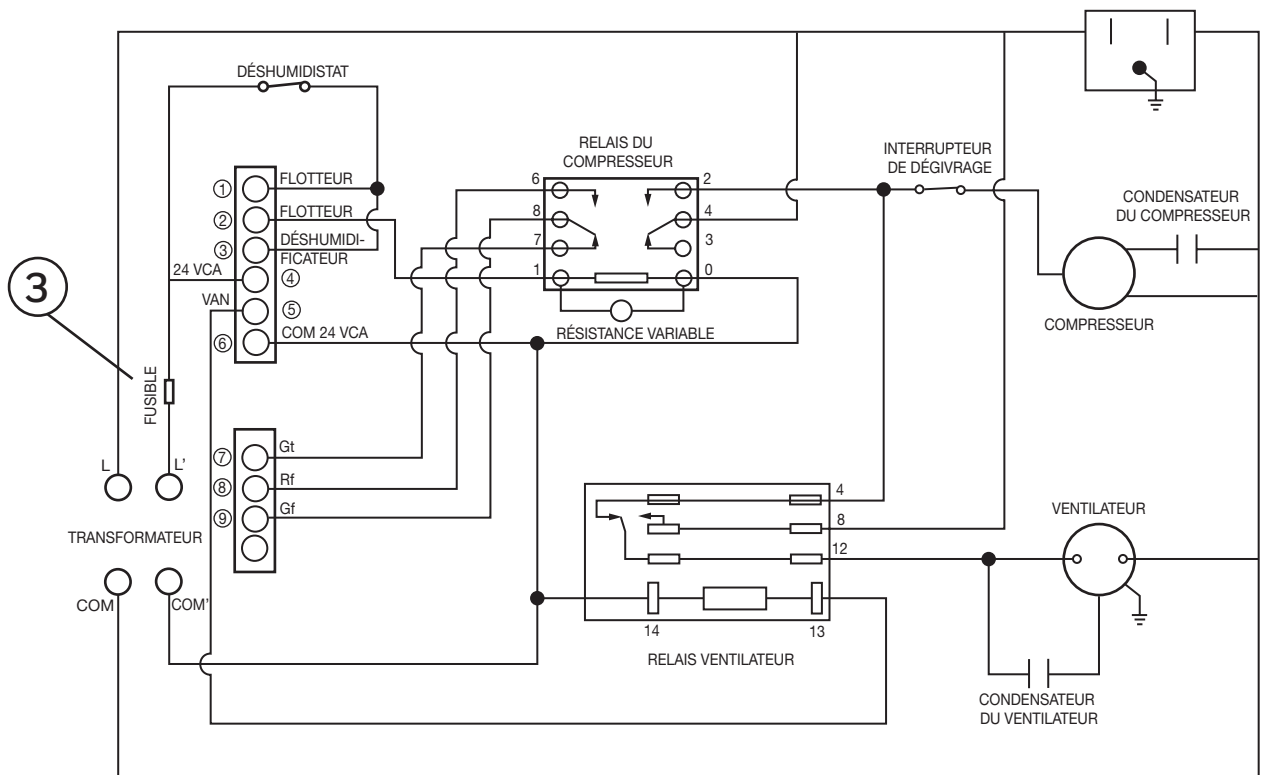 DÉSHUMIDISTAT
RELAIS DU
COMPRESSEUR
INTERRUPTEUR
DE DÉGIVRAGE
CONDENSATEUR
DU COMPRESSEUR
COMPRESSEUR
① FLOTTEUR
② FLOTTEUR
③ DÉSHUMIDI-
FICATEUR
24 VCA ④
VAN ⑤
⑥ COM 24 VCA
6
8
7
1
2
4
3
0
RÉSISTANCE VARIABLE
3
FUSIBLE
⑦ Gt
⑧ Rf
⑨ Gf
L
L'
TRANSFORMATEUR
COM
COM'
4
8
12
14
13
RELAIS VENTILATEUR
VENTILATEUR
CONDENSATEUR
DU VENTILATEUR